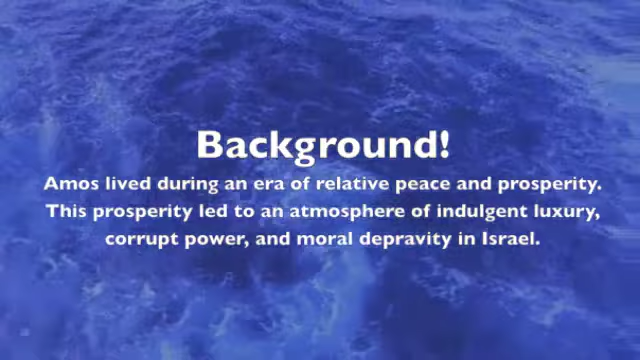 Background!
Amos lived during an era of relative peace and prosperity.
This prosperity led to an atmosphere of indulgent luxury,
corrupt power, and moral depravity in Israel.